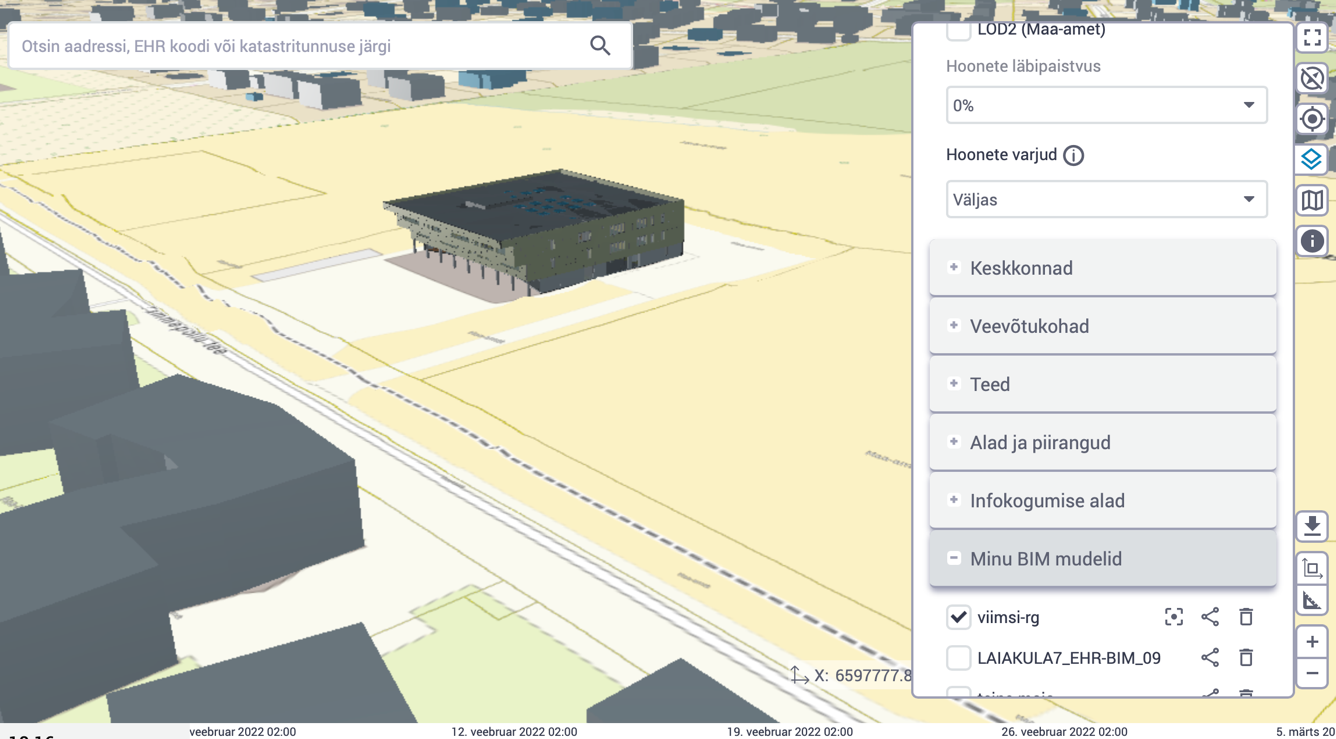 Otsin aadressi, EHR koodi või katastritunnuse järgi
LOD2 (Maa-amet)
Hoonete läbipaistvus
0%
Hoonete varjud
Väljas
Keskkonnad
Veevõtukohad
Teed
Alad ja piirangud
Infokogumise alad
Minu BIM mudelid
viimsi-rg
LAIAKULA7_EHR-BIM_09
X: 6597777.8
veebruar 2022 02:00
12. veebruar 2022 02:00
19. veebruar 2022 02:00
26. veebruar 2022 02:00
5. märts 20